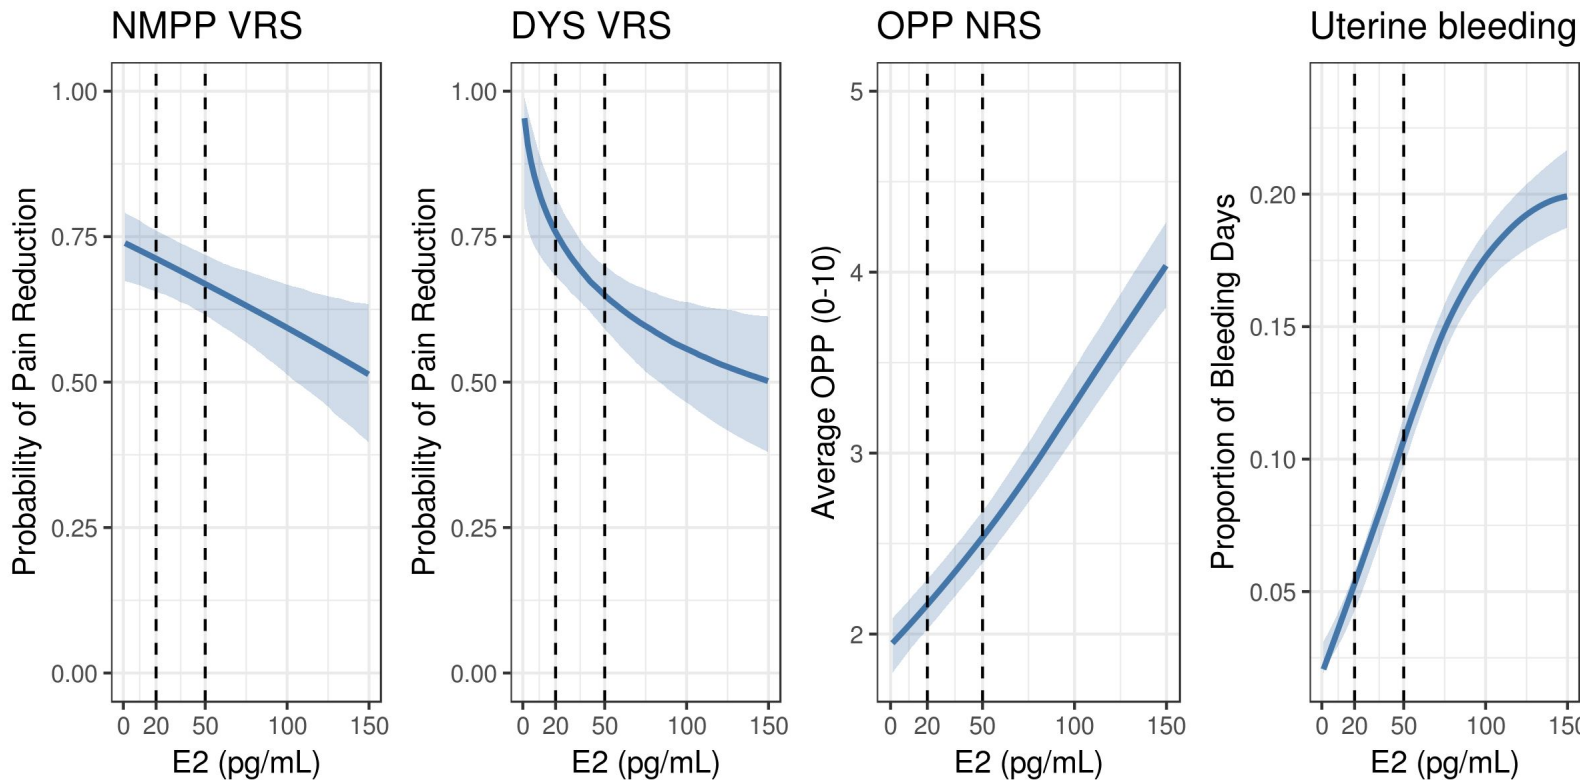 NMPP VRS
Probability of Pain Reduction
1.00
0.75
0.50
0.25
0.00
0 20 50 100 150
E2 (pg/mL)
DYS VRS
Probability of Pain Reduction
1.00
0.75
0.50
0.25
0.00
0 20 50 100 150
E2 (pg/mL)
OPP NRS
Average OPP (0-10)
5
4
3
2
0 20 50 100 150
E2 (pg/mL)
Uterine bleeding
Proportion of Bleeding Days
0.20
0.15
0.10
0.05
0 20 50 100 150
E2 (pg/mL)